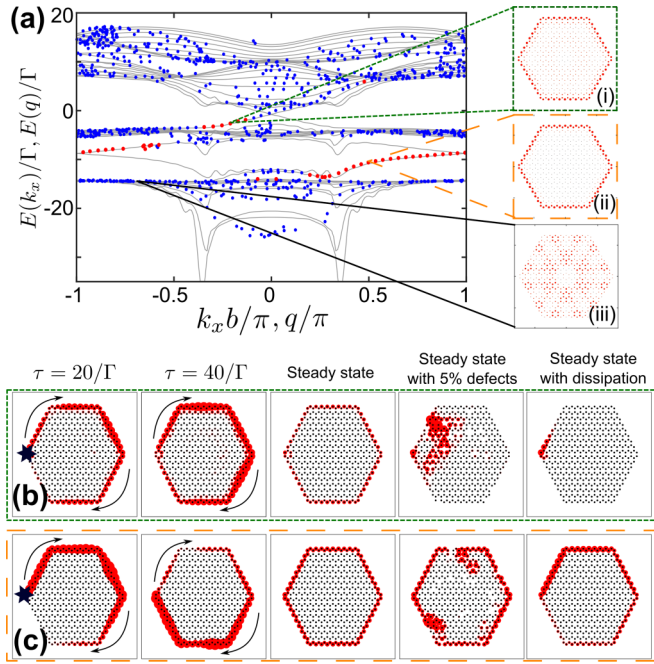 (a)
E(kₓ)/Γ, E(q)/Γ
0
-20
-1
-0.5
0
0.5
1
kₓb/π, q/π
(i)
(ii)
(iii)
τ = 20/Γ
τ = 40/Γ
Steady state
Steady state
with 5% defects
Steady state
with dissipation
(b)
(c)